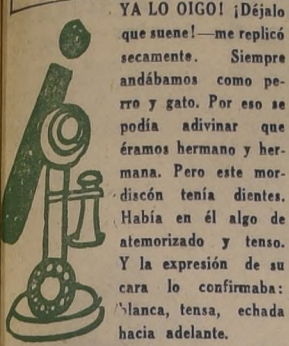 ¡YA LO OIGO! ¡Déjalo
que suene!—me replicó
secamente. Siempre
andábamos como pe-
rro y gato. Por eso se
podía adivinar que
éramos hermano y her-
mana. Pero este mor-
discón tenía dientes.
Había en él algo de
atemorizado y tenso.
Y la expresión de su
cara lo confirmaba:
blanca, tensa, echada
hacia adelante.